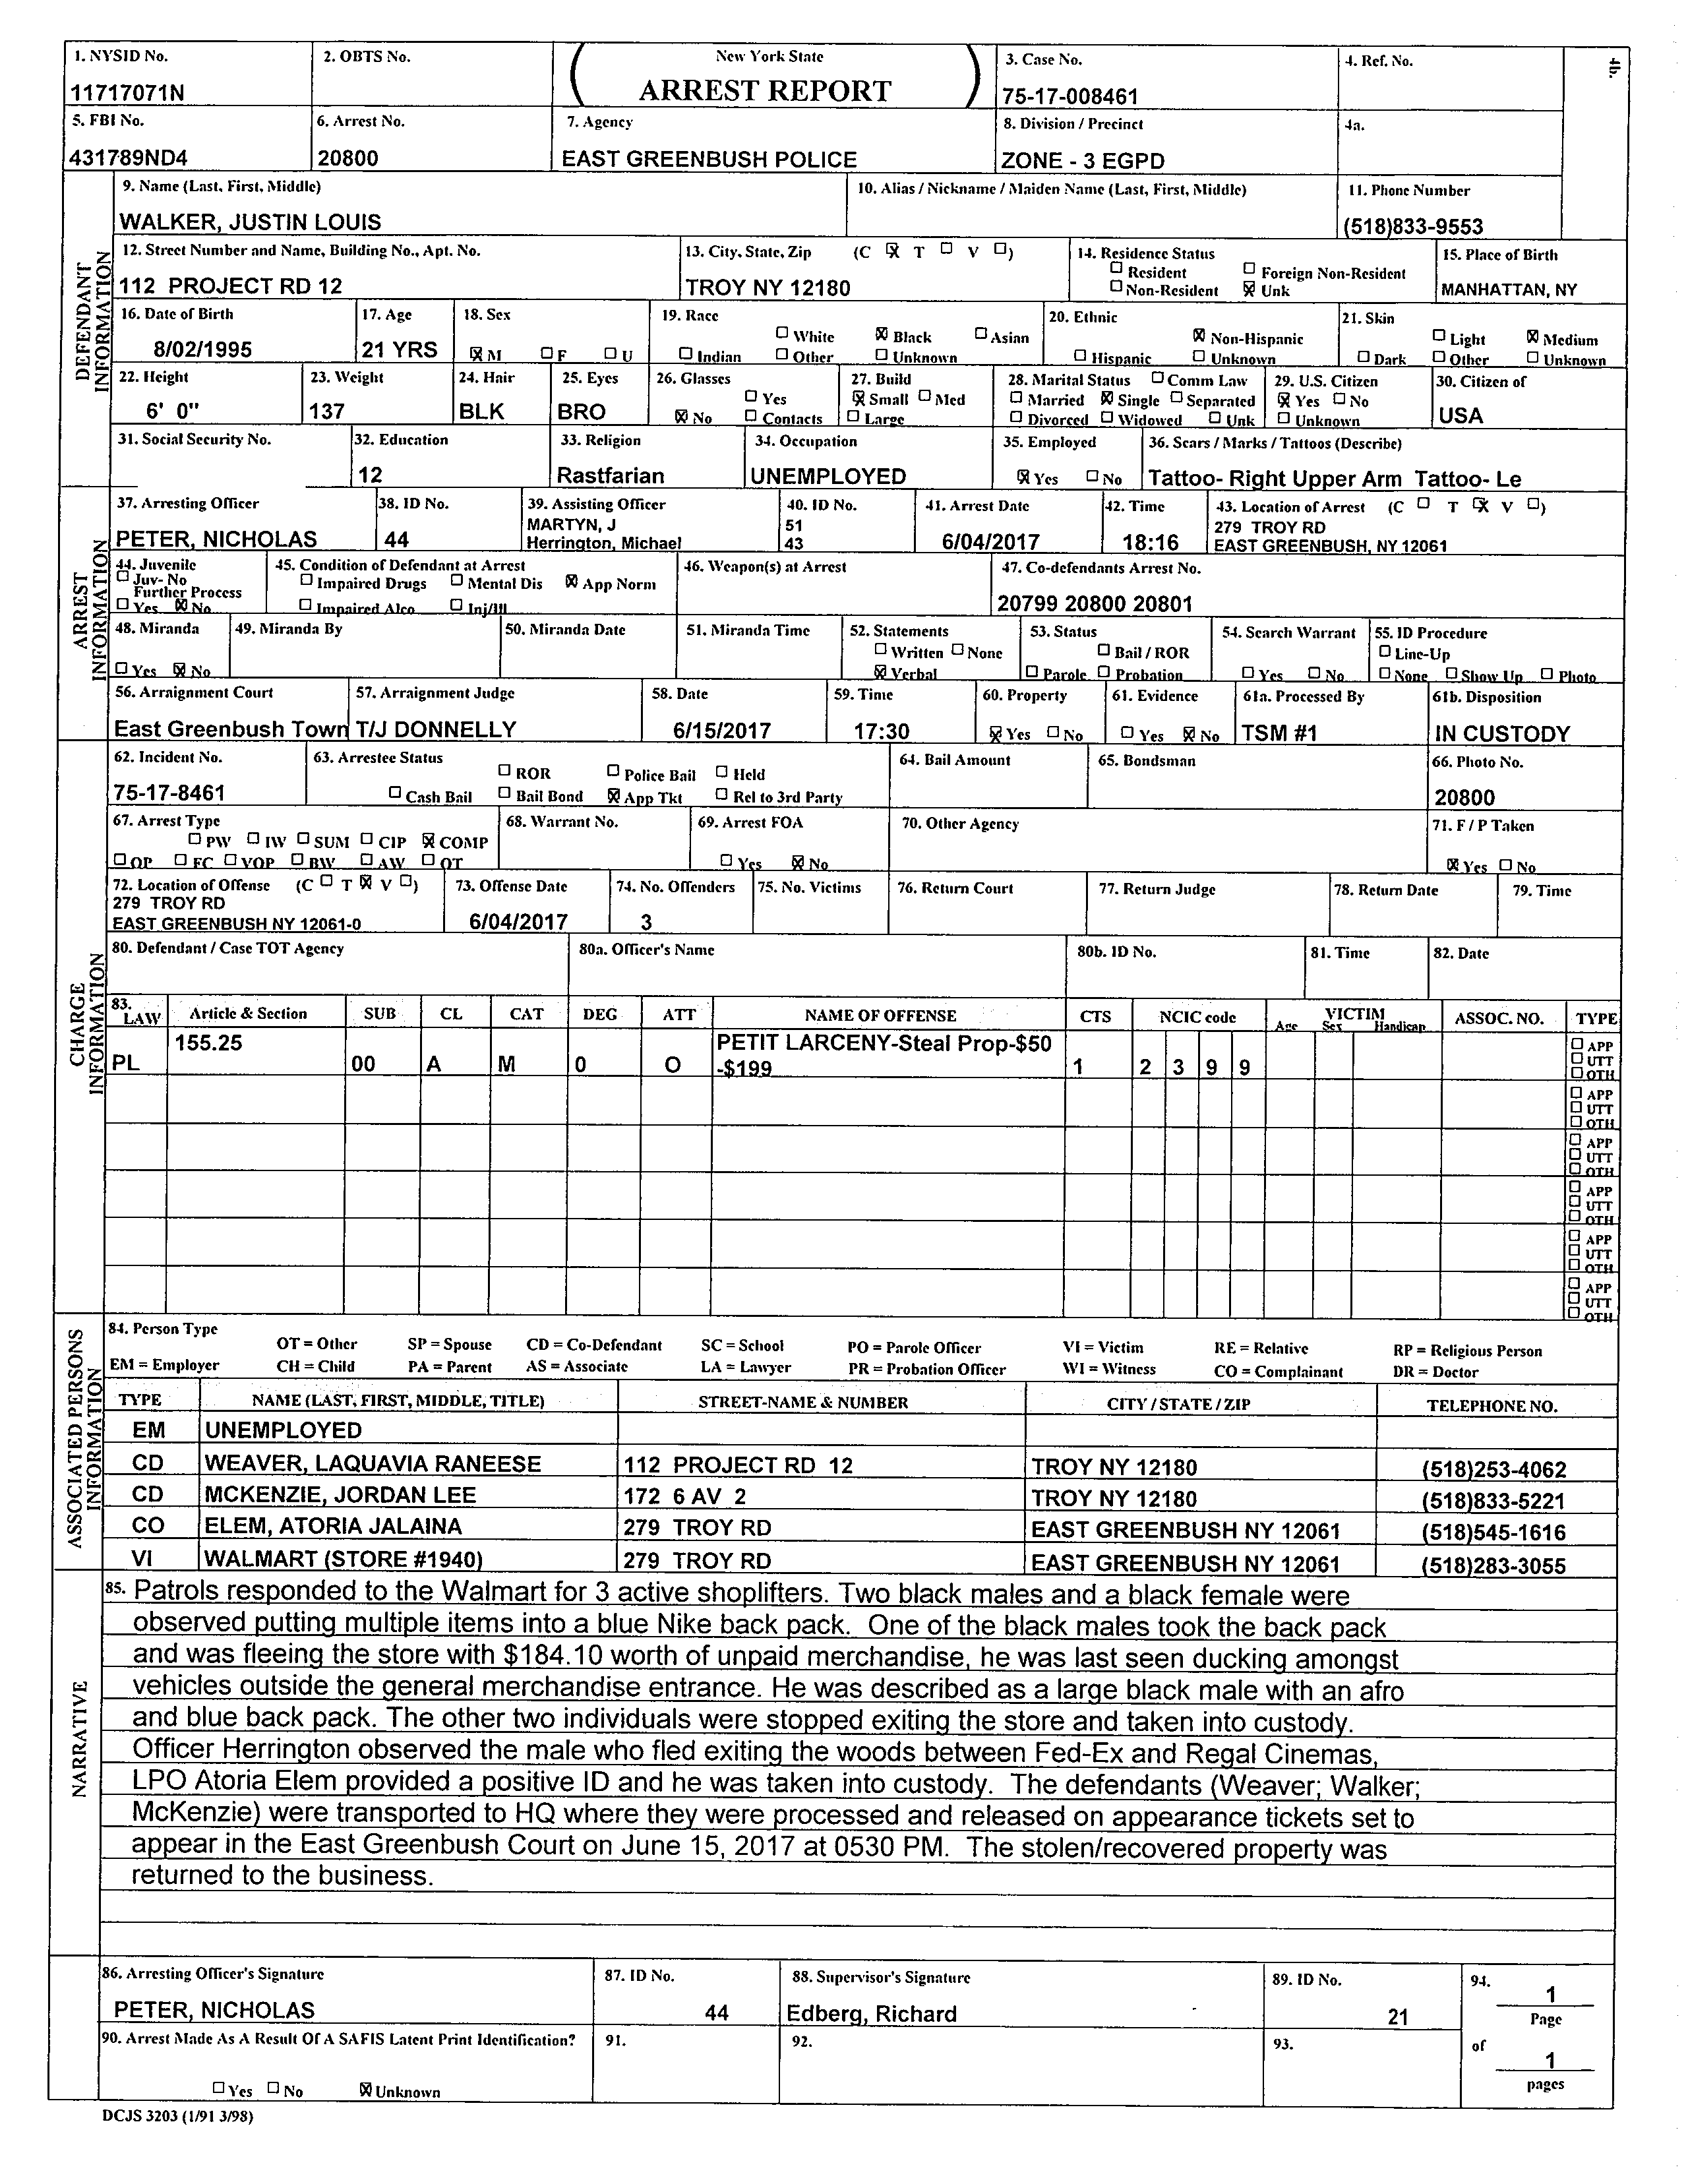 1. NYSID No.
11717071N
2. OBTS No.
New York State
ARREST REPORT
3. Case No.
75-17-008461
4. Ref. No.
4b.
5. FBI No.
431789ND4
6. Arrest No.
20800
7. Agency
EAST GREENBUSH POLICE
8. Division / Precinct
ZONE - 3 EGPD
4a.
DEFENDANT INFORMATION
9. Name (Last, First, Middle)
WALKER, JUSTIN LOUIS
10. Alias / Nickname / Maiden Name (Last, First, Middle)
11. Phone Number
(518)833-9553
12. Street Number and Name, Building No., Apt. No.
112 PROJECT RD 12
13. City, State, Zip (C ☒ T ☐ V ☐)
TROY NY 12180
14. Residence Status
☐ Resident ☐ Foreign Non-Resident
☐ Non-Resident ☒ Unk
15. Place of Birth
MANHATTAN, NY
16. Date of Birth
8/02/1995
17. Age
21 YRS
18. Sex
☒ M ☐ F ☐ U
19. Race
☐ White ☒ Black ☐ Asian
☐ Indian ☐ Other ☐ Unknown
20. Ethnic
☒ Non-Hispanic
☐ Hispanic ☐ Unknown
21. Skin
☐ Light ☒ Medium
☐ Dark ☐ Other ☐ Unknown
22. Height
6' 0"
23. Weight
137
24. Hair
BLK
25. Eyes
BRO
26. Glasses
☐ Yes
☒ No ☐ Contacts
27. Build
☒ Small ☐ Med
☐ Large
28. Marital Status ☐ Comm Law
☐ Married ☒ Single ☐ Separated
☐ Divorced ☐ Widowed ☐ Unk
29. U.S. Citizen
☒ Yes ☐ No
☐ Unknown
30. Citizen of
USA
31. Social Security No.
32. Education
12
33. Religion
Rastfarian
34. Occupation
UNEMPLOYED
35. Employed
☒ Yes ☐ No
36. Scars / Marks / Tattoos (Describe)
Tattoo- Right Upper Arm Tattoo- Le
ARREST INFORMATION
37. Arresting Officer
PETER, NICHOLAS
38. ID No.
44
39. Assisting Officer
MARTYN, J
Herrington, Michael
40. ID No.
51
43
41. Arrest Date
6/04/2017
42. Time
18:16
43. Location of Arrest (C ☐ T ☒ V ☐)
279 TROY RD
EAST GREENBUSH, NY 12061
44. Juvenile
☐ Juv- No
Further Process
☐ Yes ☒ No
45. Condition of Defendant at Arrest
☐ Impaired Drugs ☐ Mental Dis ☒ App Norm
☐ Impaired Alco ☐ Inj/Ill
46. Weapon(s) at Arrest
47. Co-defendants Arrest No.
20799 20800 20801
48. Miranda
☐ Yes ☒ No
49. Miranda By
50. Miranda Date
51. Miranda Time
52. Statements
☐ Written ☐ None
☒ Verbal
53. Status
☐ Bail / ROR
☐ Parole ☐ Probation
54. Search Warrant
☐ Yes ☐ No
55. ID Procedure
☐ Line-Up
☐ None ☐ Show Up ☐ Photo
56. Arraignment Court
East Greenbush Town
57. Arraignment Judge
T/J DONNELLY
58. Date
6/15/2017
59. Time
17:30
60. Property
☒ Yes ☐ No
61. Evidence
☐ Yes ☒ No
61a. Processed By
TSM #1
61b. Disposition
IN CUSTODY
CHARGE INFORMATION
62. Incident No.
75-17-8461
63. Arrestee Status
☐ ROR ☐ Police Bail ☐ Held
☐ Cash Bail ☐ Bail Bond ☒ App Tkt ☐ Rel to 3rd Party
64. Bail Amount
65. Bondsman
66. Photo No.
20800
67. Arrest Type
☐ PW ☐ IW ☐ SUM ☐ CIP ☒ COMP
☐ OP ☐ FC ☐ VOP ☐ BW ☐ AW ☐ OT
68. Warrant No.
69. Arrest FOA
☐ Yes ☒ No
70. Other Agency
71. F / P Taken
☒ Yes ☐ No
72. Location of Offense (C ☐ T ☒ V ☐)
279 TROY RD
EAST GREENBUSH NY 12061-0
73. Offense Date
6/04/2017
74. No. Offenders
3
75. No. Victims
76. Return Court
77. Return Judge
78. Return Date
79. Time
80. Defendant / Case TOT Agency
80a. Officer's Name
80b. ID No.
81. Time
82. Date
83. LAW Article & Section SUB CL CAT DEG ATT NAME OF OFFENSE CTS NCIC code VICTIM Age Sex Handicap ASSOC. NO. TYPE
PL 155.25 00 A M 0 O PETIT LARCENY-Steal Prop-$50
-$199 1 2 3 9 9
☐ APP
☐ UTT
☐ OTH
☐ APP
☐ UTT
☐ OTH
☐ APP
☐ UTT
☐ OTH
☐ APP
☐ UTT
☐ OTH
☐ APP
☐ UTT
☐ OTH
☐ APP
☐ UTT
☐ OTH
ASSOCIATED PERSONS INFORMATION
84. Person Type
OT = Other SP = Spouse CD = Co-Defendant SC = School PO = Parole Officer VI = Victim RE = Relative RP = Religious Person
EM = Employer CH = Child PA = Parent AS = Associate LA = Lawyer PR = Probation Officer WI = Witness CO = Complainant DR = Doctor
TYPE NAME (LAST, FIRST, MIDDLE, TITLE) STREET-NAME & NUMBER CITY / STATE / ZIP TELEPHONE NO.
EM UNEMPLOYED
CD WEAVER, LAQUAVIA RANEESE 112 PROJECT RD 12 TROY NY 12180 (518)253-4062
CD MCKENZIE, JORDAN LEE 172 6 AV 2 TROY NY 12180 (518)833-5221
CO ELEM, ATORIA JALAINA 279 TROY RD EAST GREENBUSH NY 12061 (518)545-1616
VI WALMART (STORE #1940) 279 TROY RD EAST GREENBUSH NY 12061 (518)283-3055
NARRATIVE
85. Patrols responded to the Walmart for 3 active shoplifters. Two black males and a black female were
observed putting multiple items into a blue Nike back pack. One of the black males took the back pack
and was fleeing the store with $184.10 worth of unpaid merchandise, he was last seen ducking amongst
vehicles outside the general merchandise entrance. He was described as a large black male with an afro
and blue back pack. The other two individuals were stopped exiting the store and taken into custody.
Officer Herrington observed the male who fled exiting the woods between Fed-Ex and Regal Cinemas,
LPO Atoria Elem provided a positive ID and he was taken into custody. The defendants (Weaver; Walker;
McKenzie) were transported to HQ where they were processed and released on appearance tickets set to
appear in the East Greenbush Court on June 15, 2017 at 0530 PM. The stolen/recovered property was
returned to the business.
86. Arresting Officer's Signature
PETER, NICHOLAS
87. ID No.
44
88. Supervisor's Signature
Edberg, Richard
89. ID No.
21
94.
1
Page
of
1
pages
90. Arrest Made As A Result Of A SAFIS Latent Print Identification?
☐ Yes ☐ No ☒ Unknown
91.
92.
93.
DCJS 3203 (1/91 3/98)